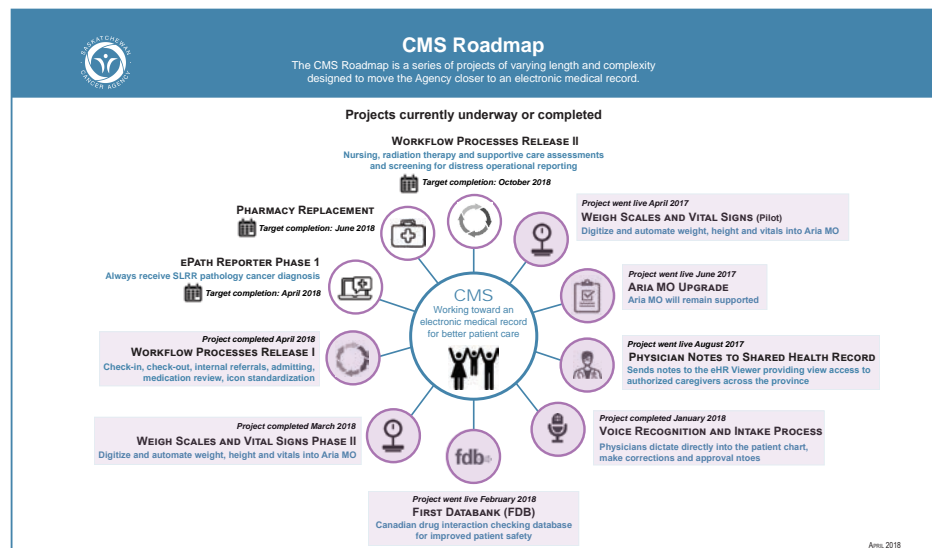 SASKATCHEWAN
CANCER AGENCY
CMS Roadmap
The CMS Roadmap is a series of projects of varying length and complexity
designed to move the Agency closer to an electronic medical record.
Projects currently underway or completed
WORKFLOW PROCESSES RELEASE II
Nursing, radiation therapy and supportive care assessments
and screening for distress operational reporting
Target completion: October 2018
Project went live April 2017
WEIGH SCALES AND VITAL SIGNS (Pilot)
Digitize and automate weight, height and vitals into Aria MO
Project went live June 2017
ARIA MO UPGRADE
Aria MO will remain supported
Project went live August 2017
PHYSICIAN NOTES TO SHARED HEALTH RECORD
Sends notes to the eHR Viewer providing view access to
authorized caregivers across the province
Project completed January 2018
VOICE RECOGNITION AND INTAKE PROCESS
Physicians dictate directly into the patient chart,
make corrections and approval ntoes
Project went live February 2018
FIRST DATABANK (FDB)
Canadian drug interaction checking database
for improved patient safety
fdb
Project completed March 2018
WEIGH SCALES AND VITAL SIGNS PHASE II
Digitize and automate weight, height and vitals into Aria MO
Project completed April 2018
WORKFLOW PROCESSES RELEASE I
Check-in, check-out, internal referrals, admitting,
medication review, icon standardization
EPATH REPORTER PHASE 1
Always receive SLRR pathology cancer diagnosis
Target completion: April 2018
PHARMACY REPLACEMENT
Target completion: June 2018
CMS
Working toward an
electronic medical record
for better patient care
APRIL 2018